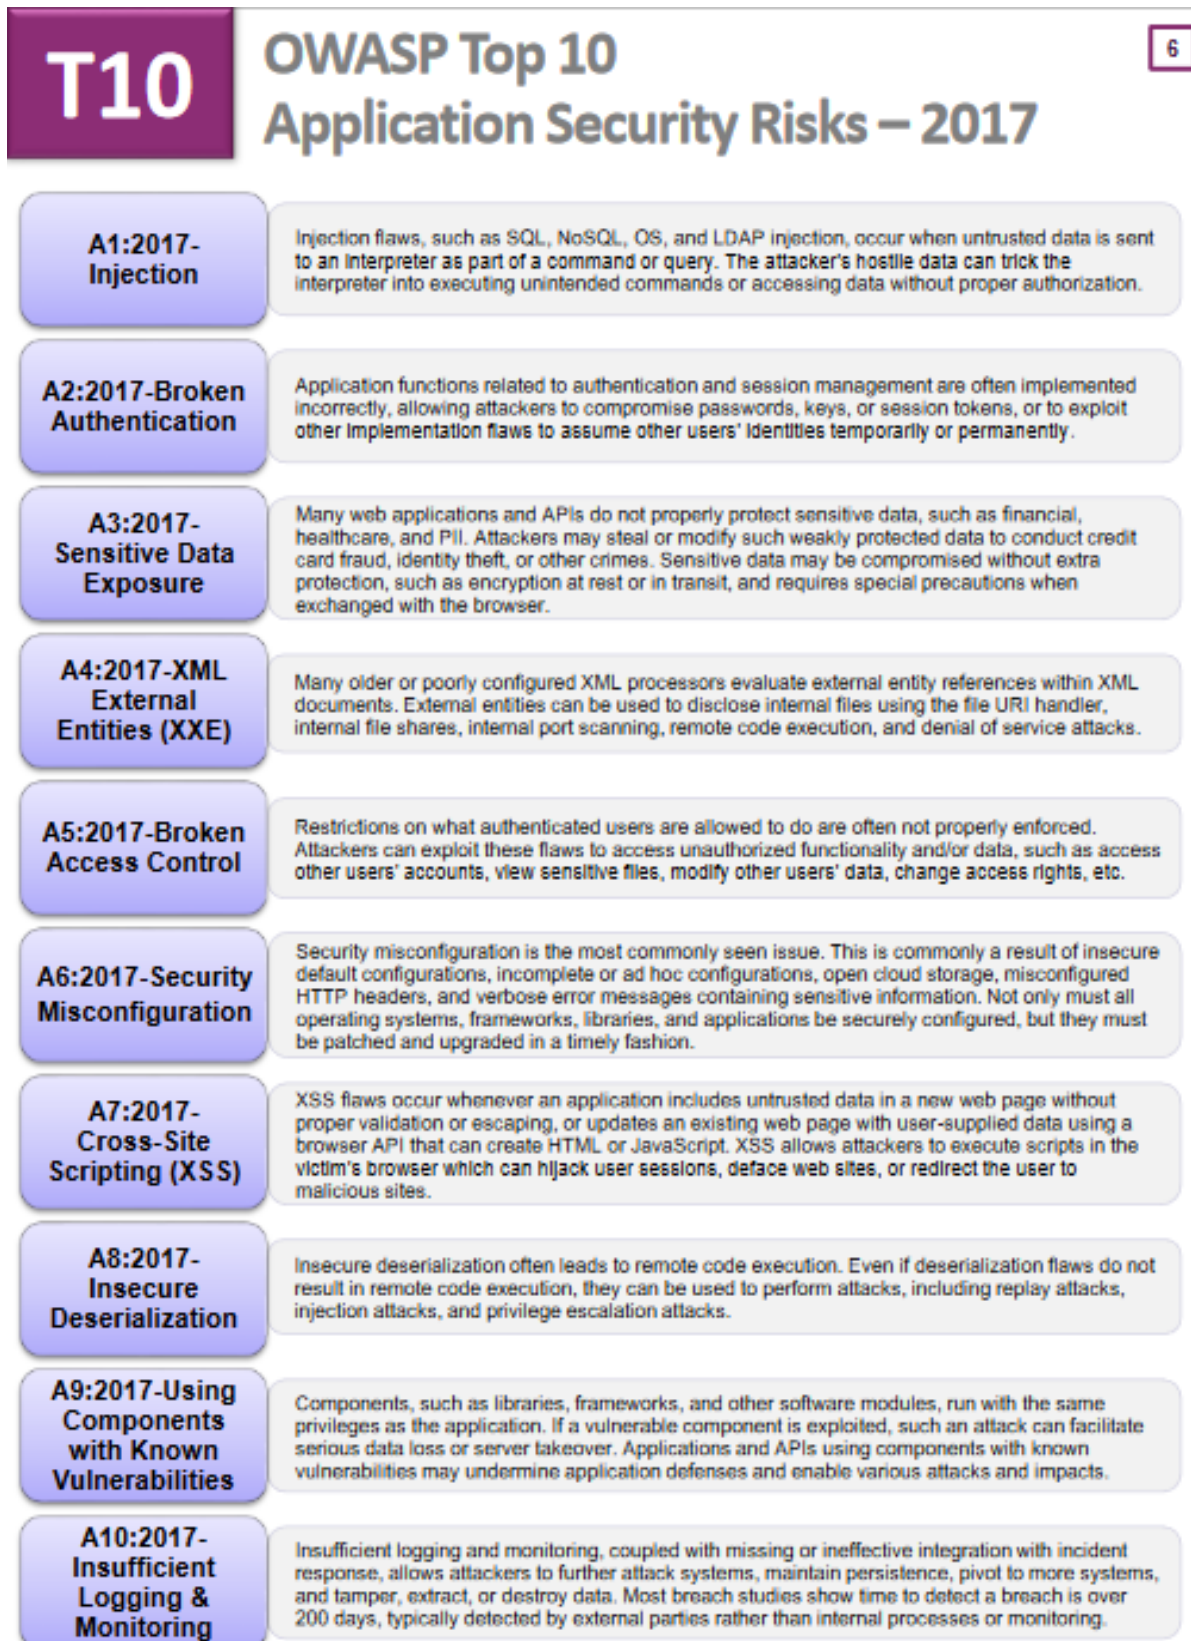 T10
OWASP Top 10
Application Security Risks – 2017
6
A1:2017-
Injection
Injection flaws, such as SQL, NoSQL, OS, and LDAP injection, occur when untrusted data is sent
to an interpreter as part of a command or query. The attacker's hostile data can trick the
interpreter into executing unintended commands or accessing data without proper authorization.
A2:2017-Broken
Authentication
Application functions related to authentication and session management are often implemented
incorrectly, allowing attackers to compromise passwords, keys, or session tokens, or to exploit
other implementation flaws to assume other users' identities temporarily or permanently.
A3:2017-
Sensitive Data
Exposure
Many web applications and APIs do not properly protect sensitive data, such as financial,
healthcare, and PII. Attackers may steal or modify such weakly protected data to conduct credit
card fraud, identity theft, or other crimes. Sensitive data may be compromised without extra
protection, such as encryption at rest or in transit, and requires special precautions when
exchanged with the browser.
A4:2017-XML
External
Entities (XXE)
Many older or poorly configured XML processors evaluate external entity references within XML
documents. External entities can be used to disclose internal files using the file URI handler,
internal file shares, internal port scanning, remote code execution, and denial of service attacks.
A5:2017-Broken
Access Control
Restrictions on what authenticated users are allowed to do are often not properly enforced.
Attackers can exploit these flaws to access unauthorized functionality and/or data, such as access
other users' accounts, view sensitive files, modify other users' data, change access rights, etc.
A6:2017-Security
Misconfiguration
Security misconfiguration is the most commonly seen issue. This is commonly a result of insecure
default configurations, incomplete or ad hoc configurations, open cloud storage, misconfigured
HTTP headers, and verbose error messages containing sensitive information. Not only must all
operating systems, frameworks, libraries, and applications be securely configured, but they must
be patched and upgraded in a timely fashion.
A7:2017-
Cross-Site
Scripting (XSS)
XSS flaws occur whenever an application includes untrusted data in a new web page without
proper validation or escaping, or updates an existing web page with user-supplied data using a
browser API that can create HTML or JavaScript. XSS allows attackers to execute scripts in the
victim's browser which can hijack user sessions, deface web sites, or redirect the user to
malicious sites.
A8:2017-
Insecure
Deserialization
Insecure deserialization often leads to remote code execution. Even if deserialization flaws do not
result in remote code execution, they can be used to perform attacks, including replay attacks,
injection attacks, and privilege escalation attacks.
A9:2017-Using
Components
with Known
Vulnerabilities
Components, such as libraries, frameworks, and other software modules, run with the same
privileges as the application. If a vulnerable component is exploited, such an attack can facilitate
serious data loss or server takeover. Applications and APIs using components with known
vulnerabilities may undermine application defenses and enable various attacks and impacts.
A10:2017-
Insufficient
Logging &
Monitoring
Insufficient logging and monitoring, coupled with missing or ineffective integration with incident
response, allows attackers to further attack systems, maintain persistence, pivot to more systems,
and tamper, extract, or destroy data. Most breach studies show time to detect a breach is over
200 days, typically detected by external parties rather than internal processes or monitoring.